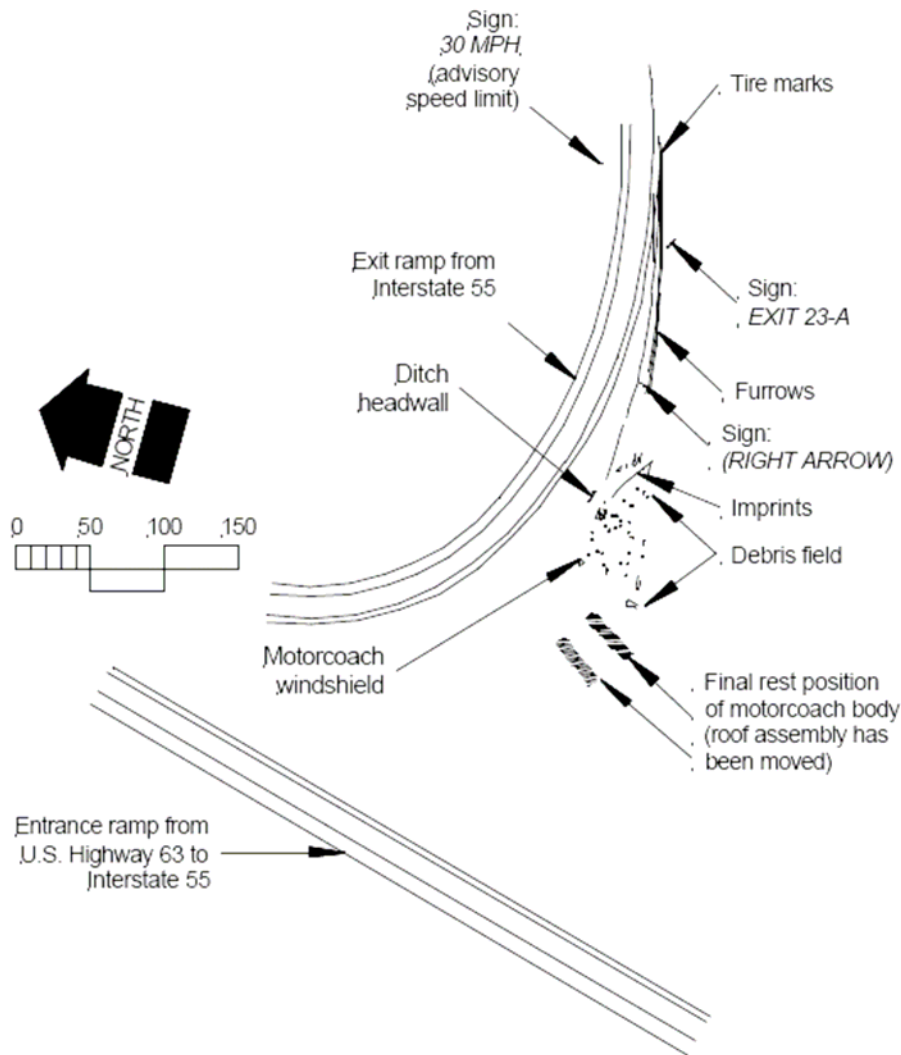 Sign:
30 MPH
(advisory
speed limit)
Tire marks
Exit ramp from
Interstate 55
Sign:
EXIT 23-A
Ditch
headwall
Furrows
NORTH
Sign:
(RIGHT ARROW)
Imprints
0 50 .100 .150
Debris field
Motorcoach
windshield
Final rest position
of motorcoach body
(roof assembly has
been moved)
Entrance ramp from
U.S. Highway 63 to
Interstate 55